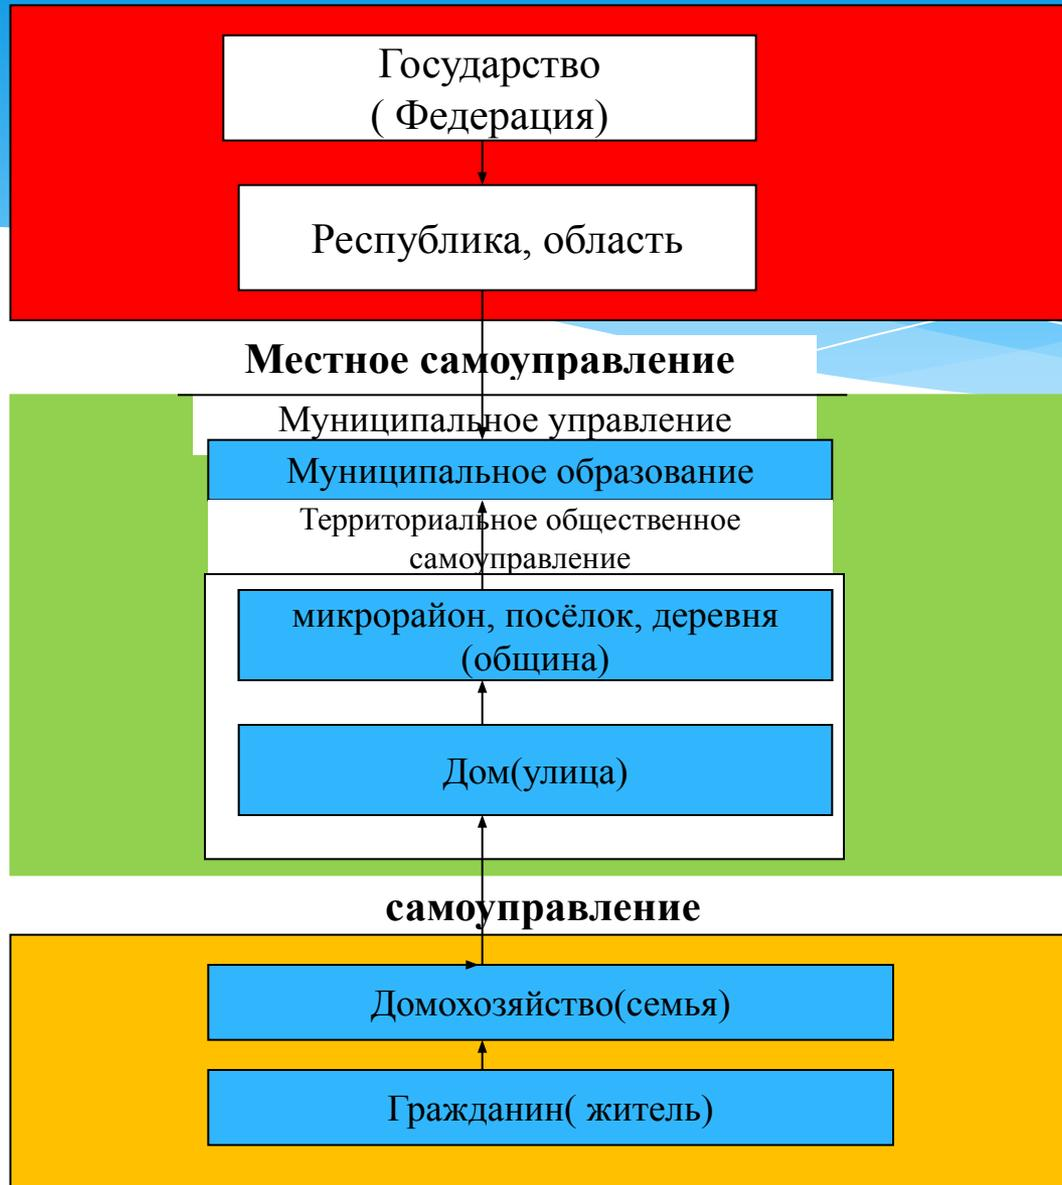 Государство
( Федерация)
Республика, область
Местное самоуправление
Муниципальное управление
Муниципальное образование
Территориальное общественное
самоуправление
микрорайон, посёлок, деревня
(община)
Дом(улица)
самоуправление
Домохозяйство(семья)
Гражданин( житель)